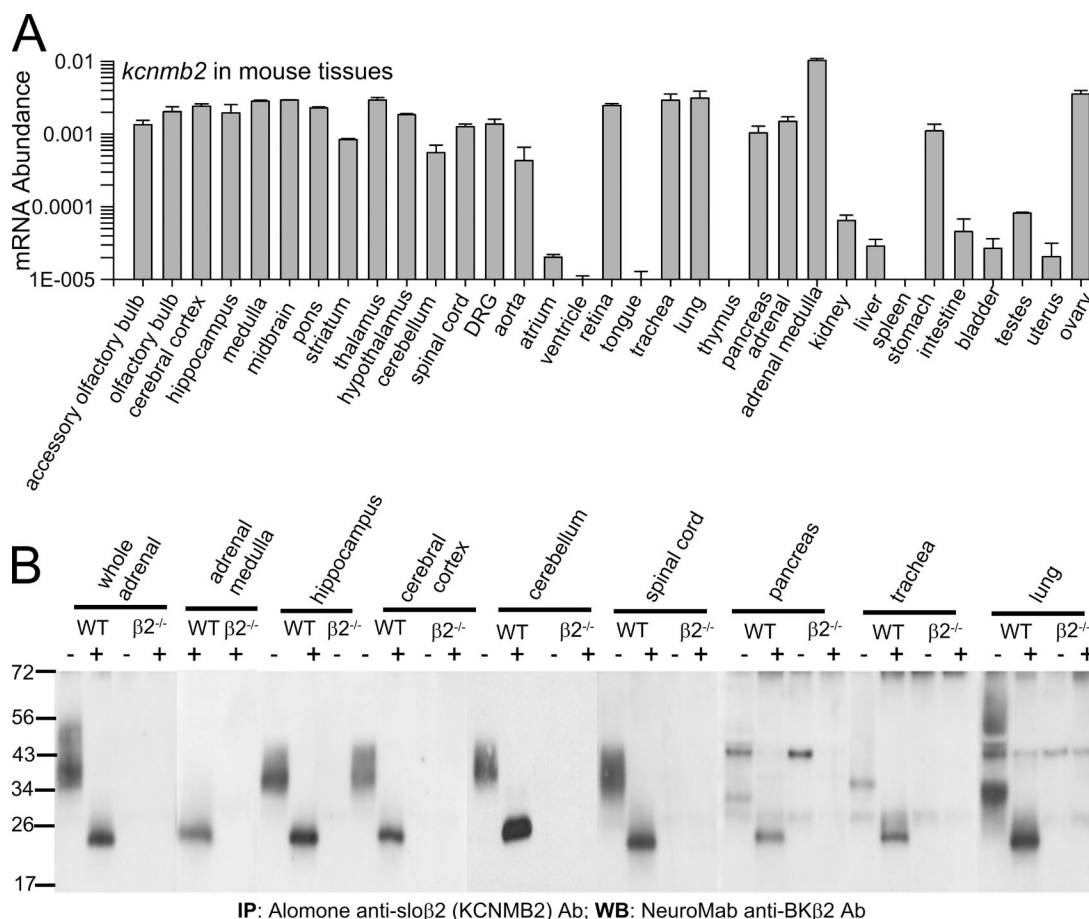 A
kcnmb2 in mouse tissues
mRNA Abundance
0.01
0.001
0.0001
1E-005
accessory olfactory bulb
olfactory bulb
cerebral cortex
hippocampus
medulla
midbrain
pons
striatum
thalamus
hypothalamus
cerebellum
spinal cord
DRG
aorta
atrium
ventricle
retina
tongue
trachea
lung
thymus
pancreas
adrenal
adrenal medulla
kidney
liver
spleen
stomach
intestine
bladder
testes
uterus
ovary
B
whole adrenal
adrenal medulla
hippocampus
cerebral cortex
cerebellum
spinal cord
pancreas
trachea
lung
WT β2-/- WT β2-/- WT β2-/- WT β2-/- WT β2-/- WT β2-/- WT β2-/- WT β2-/- WT β2-/-
- + - + + + - + - + - + - + - + - + - + - + - + - + - + - + - + - +
72
56
43
34
26
17
IP: Alomone anti-sloβ2 (KCNMB2) Ab; WB: NeuroMab anti-BKβ2 Ab